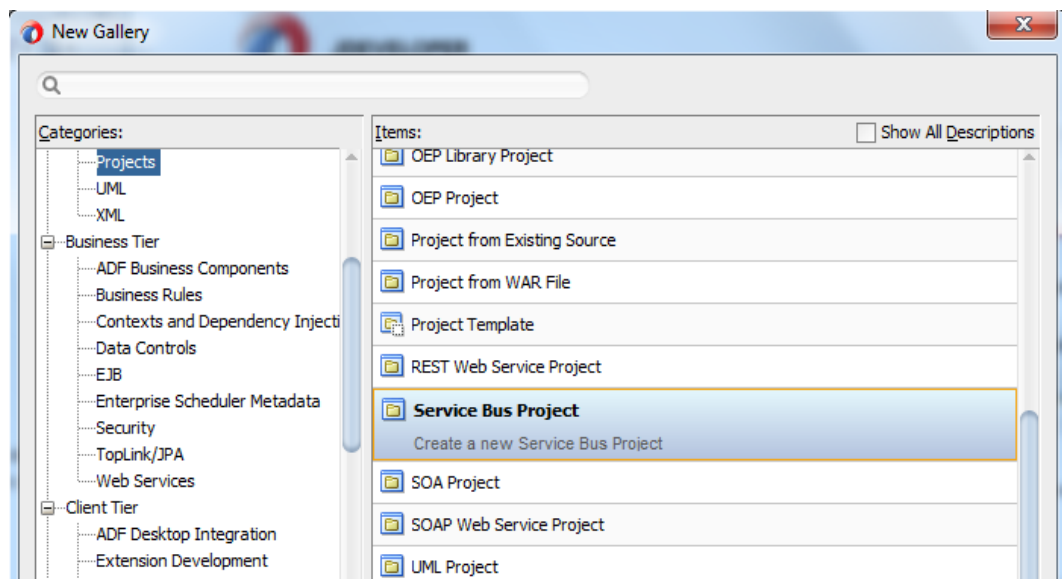 New Gallery
JDEVELOPER
Categories:
Projects
UML
XML
Business Tier
ADF Business Components
Business Rules
Contexts and Dependency Injecti
Data Controls
EJB
Enterprise Scheduler Metadata
Security
TopLink/JPA
Web Services
Client Tier
ADF Desktop Integration
Extension Development
Items:
Show All Descriptions
OEP Library Project
OEP Project
Project from Existing Source
Project from WAR File
Project Template
REST Web Service Project
Service Bus Project
Create a new Service Bus Project
SOA Project
SOAP Web Service Project
UML Project